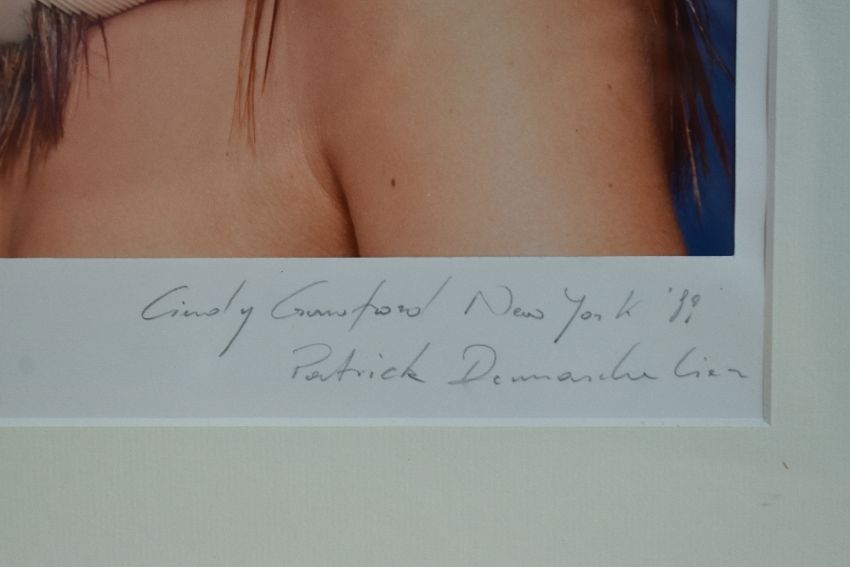 Cindy Crawford New York '89'
Patrick Demarchelier